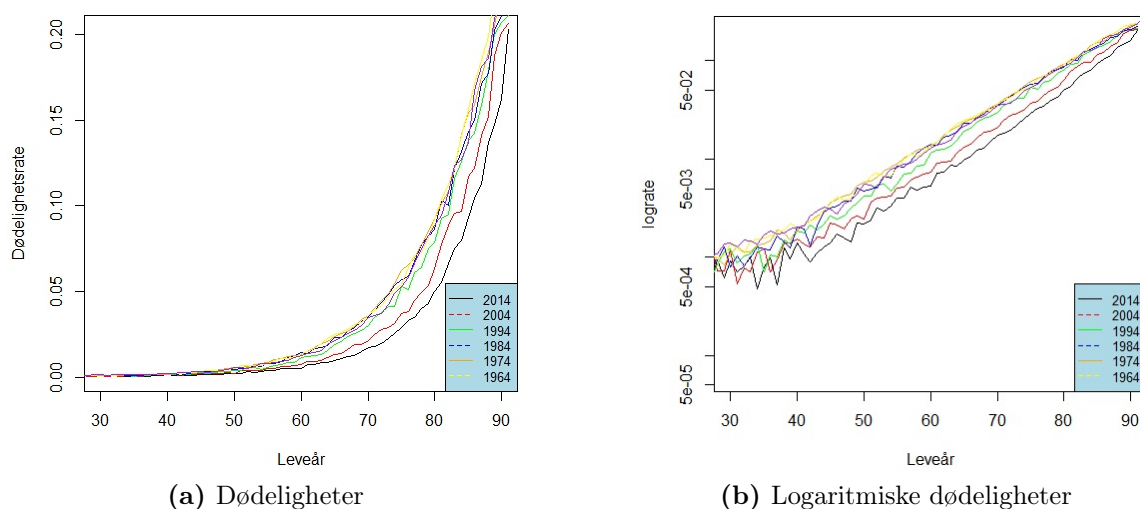 Dødelighetsrate
0.00 0.05 0.10 0.15 0.20
30 40 50 60 70 80 90
Leveår
2014
2004
1994
1984
1974
1964
(a) Dødeligheter
lograte
5e-05 5e-04 5e-03 5e-02
30 40 50 60 70 80 90
Leveår
2014
2004
1994
1984
1974
1964
(b) Logaritmiske dødeligheter